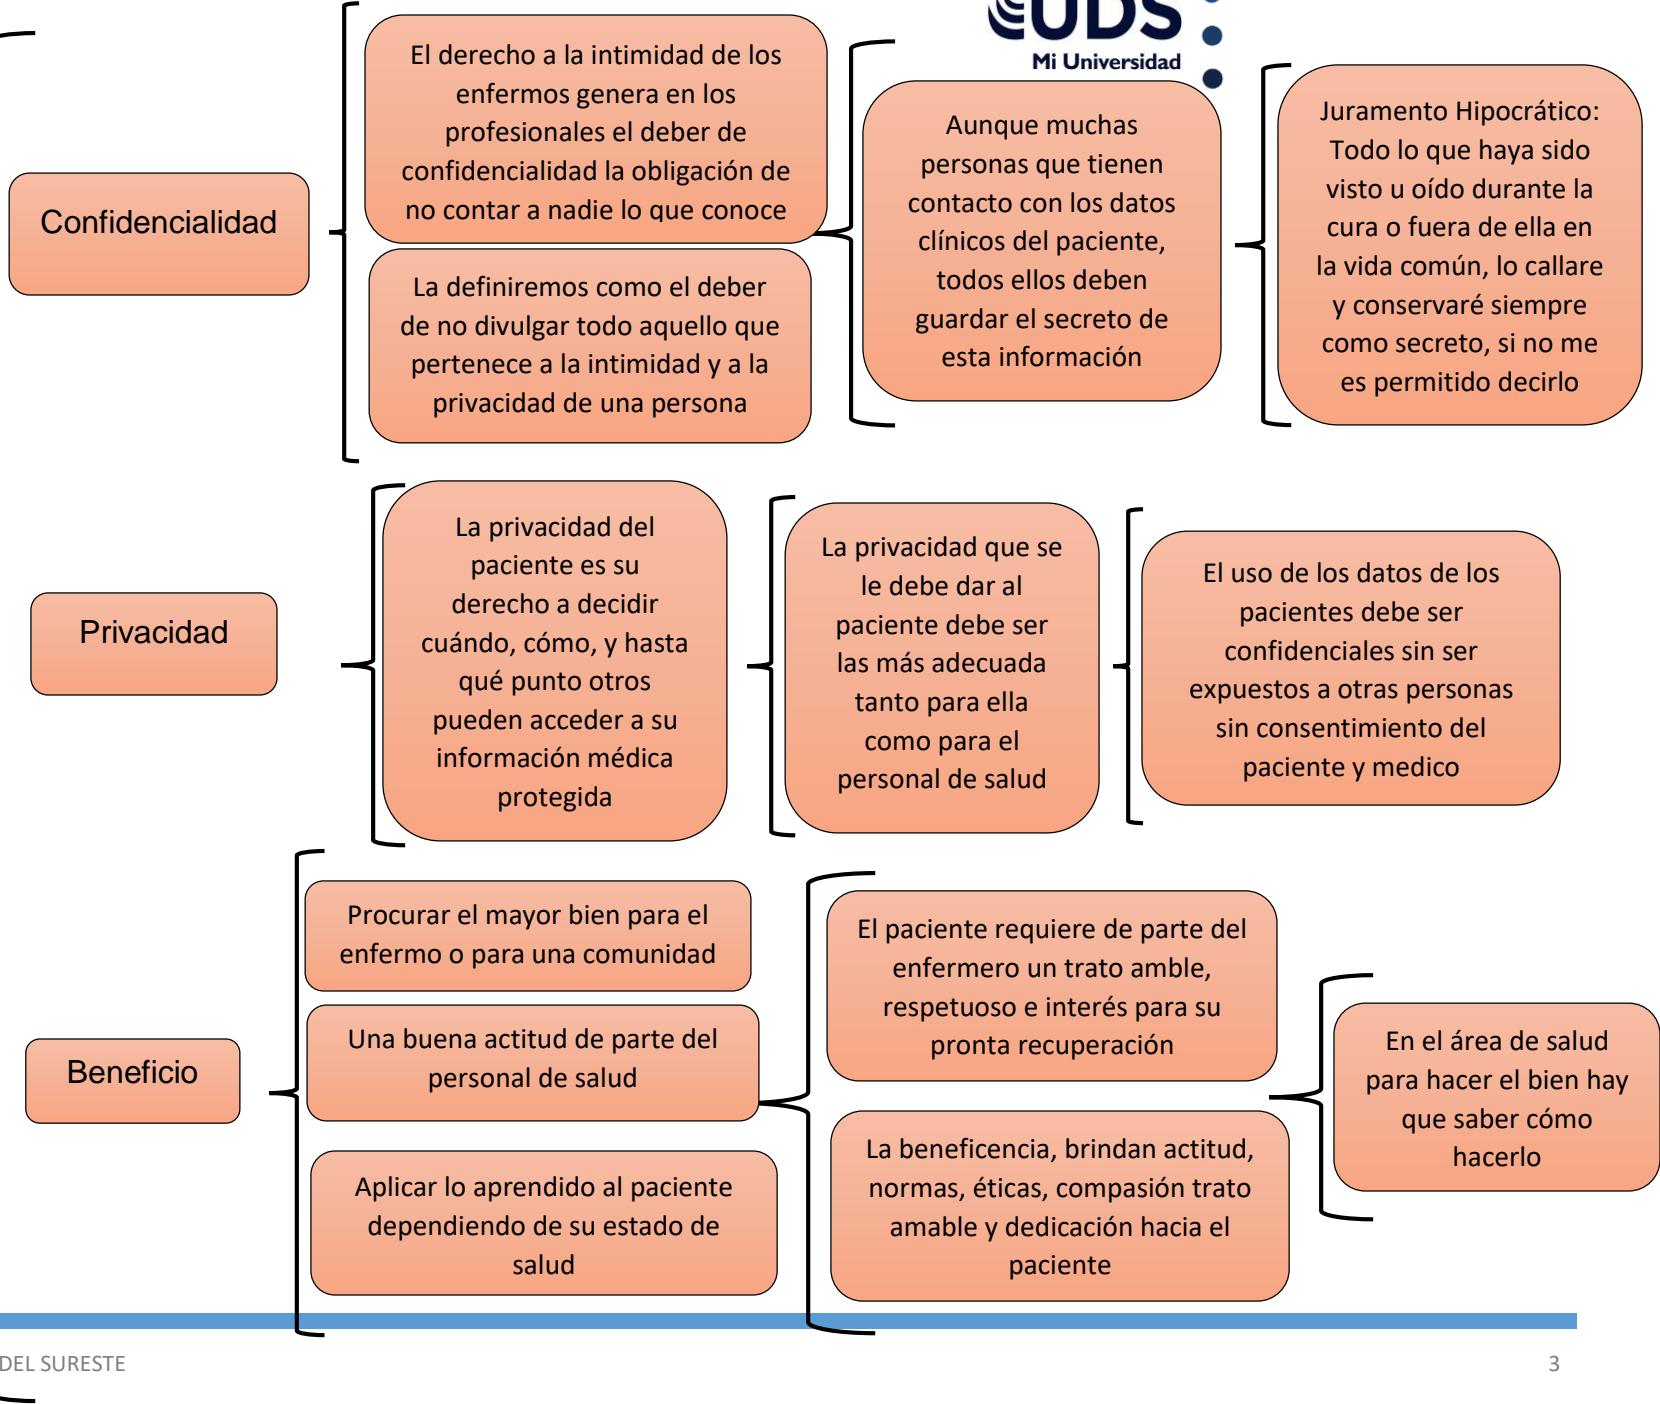 UDS
Mi Universidad
Confidencialidad
El derecho a la intimidad de los
enfermos genera en los
profesionales el deber de
confidencialidad la obligación de
no contar a nadie lo que conoce
La definiremos como el deber
de no divulgar todo aquello que
pertenece a la intimidad y a la
privacidad de una persona
Aunque muchas
personas que tienen
contacto con los datos
clínicos del paciente,
todos ellos deben
guardar el secreto de
esta información
Juramento Hipocrático:
Todo lo que haya sido
visto u oído durante la
cura o fuera de ella en
la vida común, lo callare
y conservaré siempre
como secreto, si no me
es permitido decirlo
Privacidad
La privacidad del
paciente es su
derecho a decidir
cuándo, cómo, y hasta
qué punto otros
pueden acceder a su
información médica
protegida
La privacidad que se
le debe dar al
paciente debe ser
las más adecuada
tanto para ella
como para el
personal de salud
El uso de los datos de los
pacientes debe ser
confidenciales sin ser
expuestos a otras personas
sin consentimiento del
paciente y medico
Beneficio
Procurar el mayor bien para el
enfermo o para una comunidad
Una buena actitud de parte del
personal de salud
Aplicar lo aprendido al paciente
dependiendo de su estado de
salud
El paciente requiere de parte del
enfermero un trato amble,
respetuoso e interés para su
pronta recuperación
La beneficencia, brindan actitud,
normas, éticas, compasión trato
amable y dedicación hacia el
paciente
En el área de salud
para hacer el bien hay
que saber cómo
hacerlo
DEL SURESTE
3